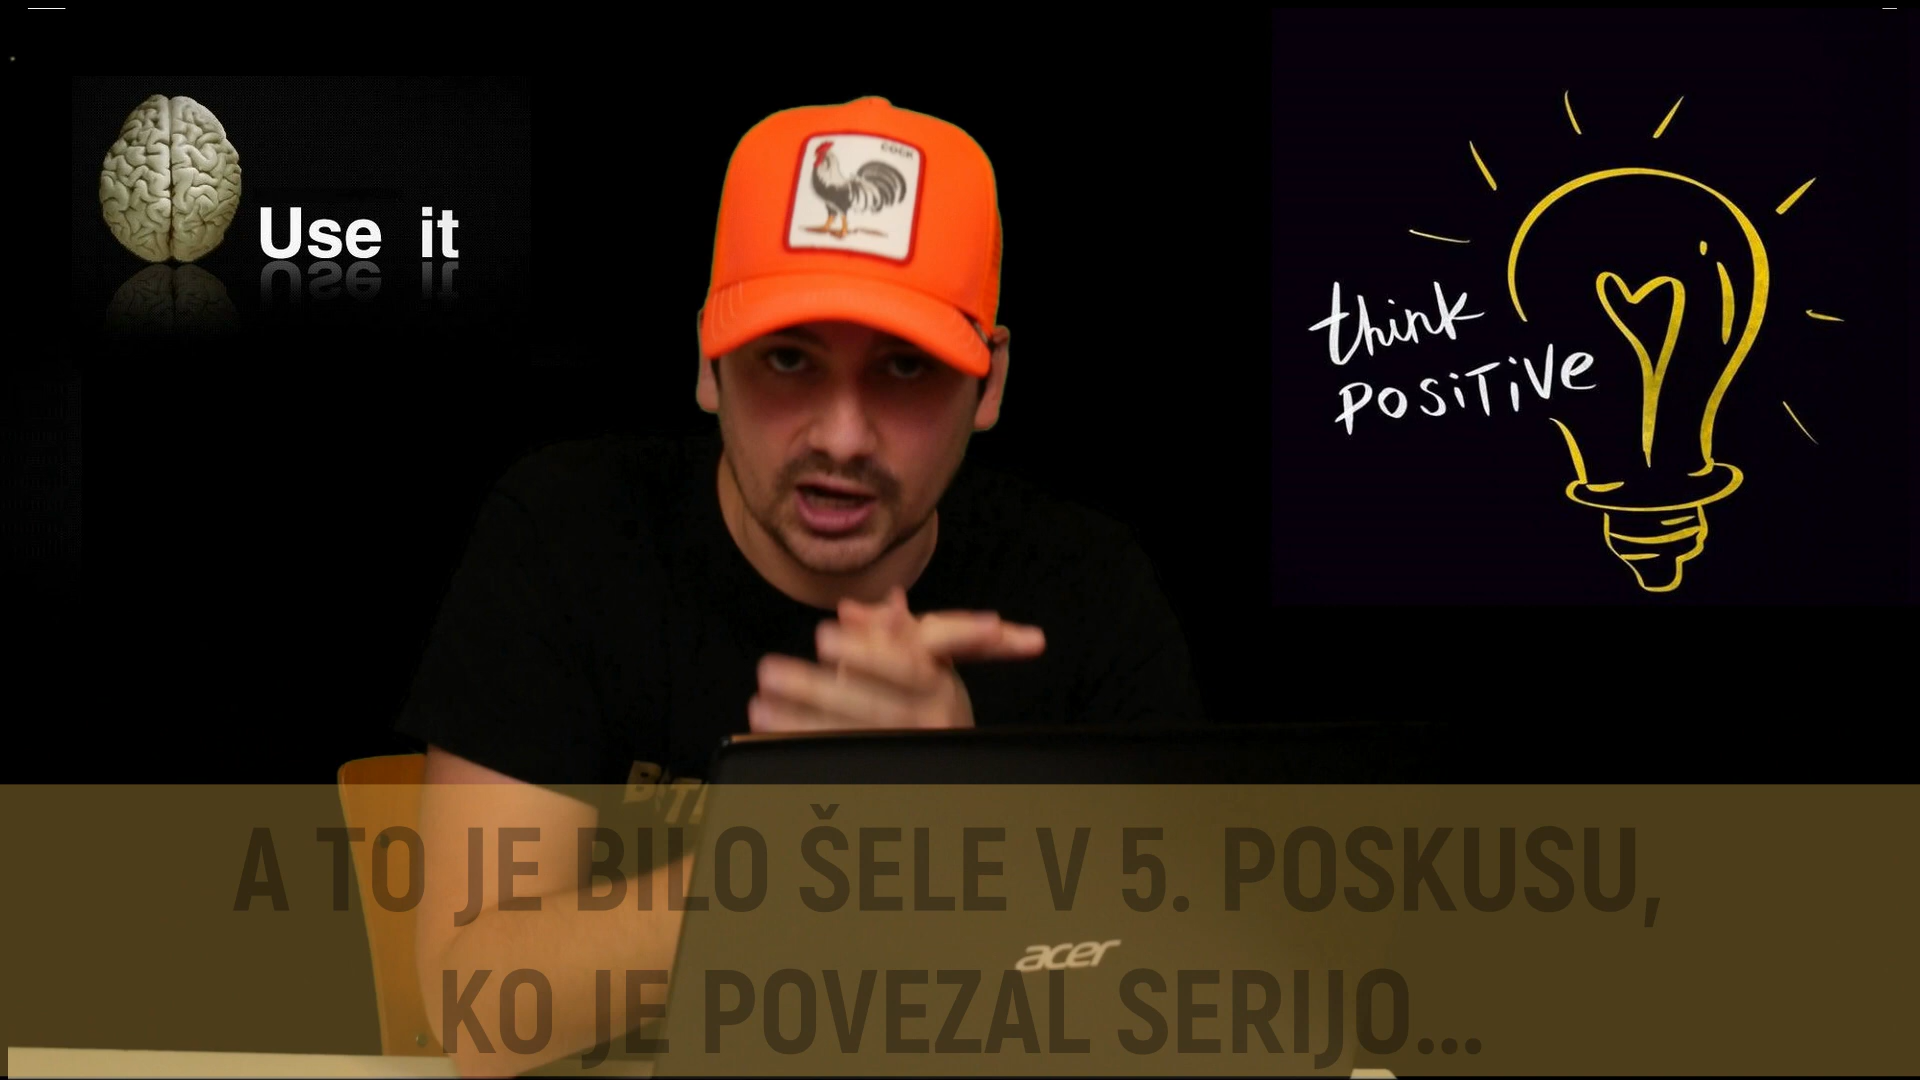 Use it
COCK
think
POSITIVE
A TO JE BILO ŠELE V 5. POSKUSU,
acer
KO JE POVEZAL SERIJO...